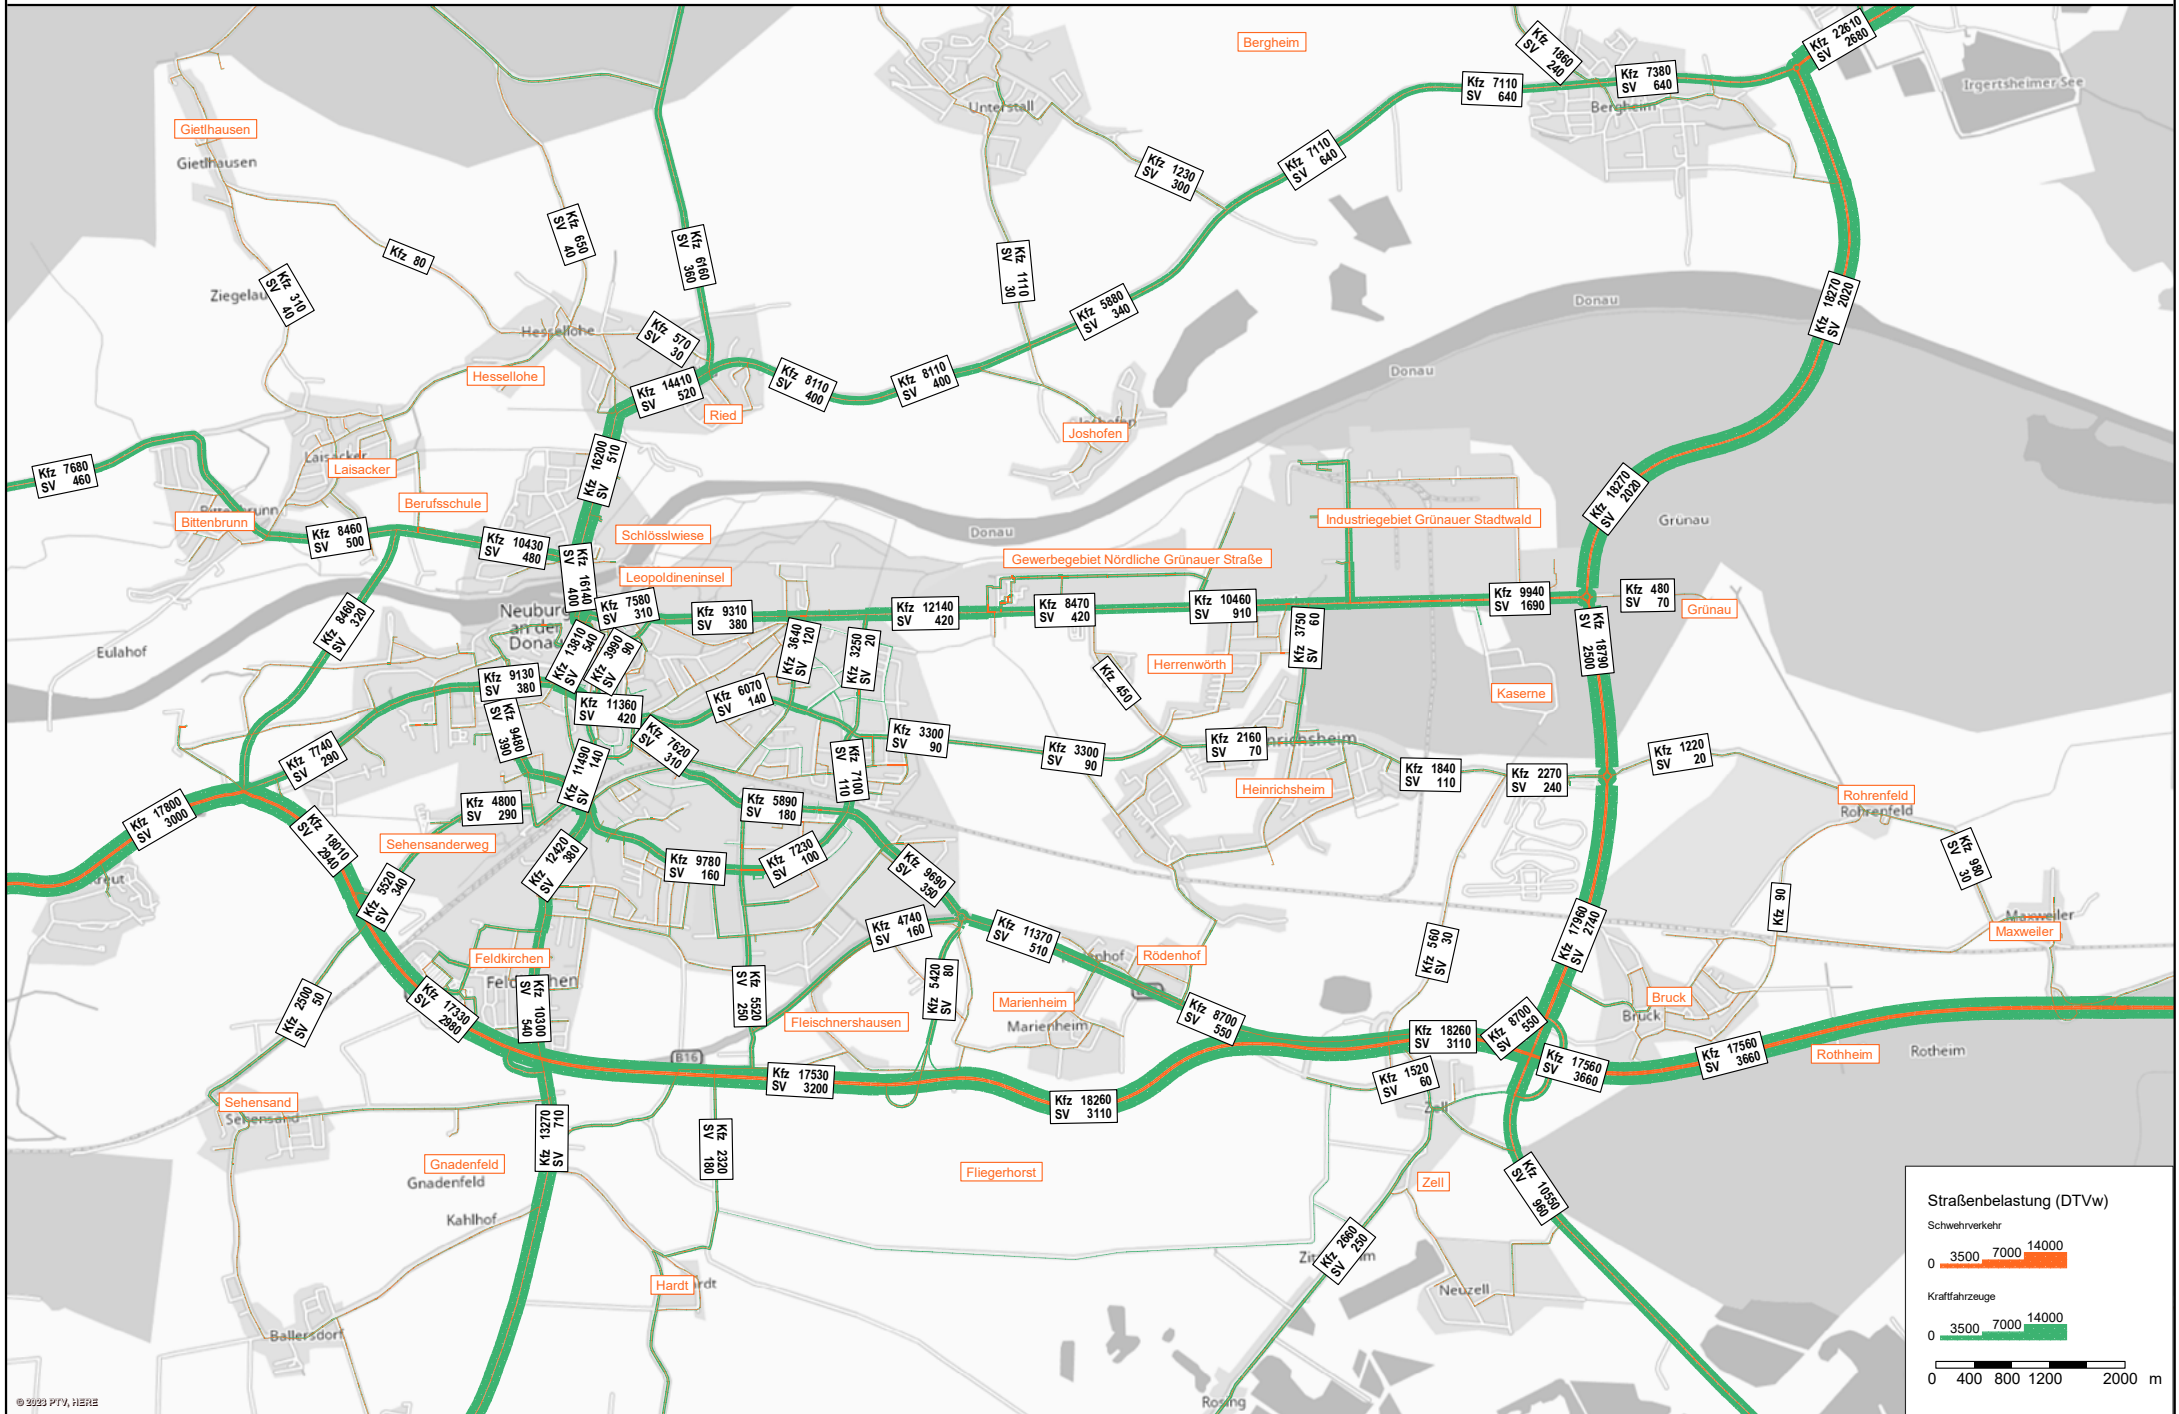 Bergheim
Kfz 22610
SV 2680
Kfz 1860
SV 240
Kfz 7380
SV 640
Kfz 7110
SV 640
Irgertsheimer See
Unterstall
Bergheim
Gietlhausen
Gietlhausen
Kfz 7110
SV 640
Kfz 1230
SV 300
Kfz 650
SV 40
Kfz 80
Kfz 6160
SV 360
Kfz 1110
SV 30
Ziegelau
Kfz 310
SV 40
Donau
Kfz 18270
SV 2020
Kfz 5880
SV 340
Hessellohe
Kfz 570
SV 30
Hessellohe
Kfz 14410
SV 520
Kfz 8110
SV 400
Kfz 8110
SV 400
Donau
Ried
Joshofen
Joshofen
Laisacker
Laisacker
Kfz 7680
SV 460
Kfz 16200
SV 510
Berufsschule
Kfz 18270
SV 2020
Bittenbrunn
Bittenbrunn
Kfz 8460
SV 500
Kfz 10430
SV 480
Schlösslwiese
Donau
Industriegebiet Grünauer Stadtwald
Grünau
Gewerbegebiet Nördliche Grünauer Straße
Leopoldineninsel
Kfz 16140
SV 400
Kfz 7580
SV 310
Kfz 9310
SV 380
Kfz 12140
SV 420
Kfz 8470
SV 420
Kfz 10460
SV 910
Kfz 9940
SV 1690
Kfz 480
SV 70
Grünau
Neuburg
an der
Donau
Kfz 8460
SV 320
Eulahof
Kfz 13810
SV 540
Kfz 3990
SV 90
Kfz 3640
SV 120
Kfz 3250
SV 20
Kfz 3750
SV 60
Kfz 18790
SV 2500
Herrenwörth
Kfz 450
Kaserne
Kfz 9130
SV 380
Kfz 11360
SV 420
Kfz 6070
SV 140
Kfz 9480
SV 390
Kfz 7740
SV 290
Kfz 7620
SV 310
Kfz 3300
SV 90
Kfz 3300
SV 90
Kfz 2160
SV 70
nrichsheim
Kfz 1220
SV 20
Kfz 11490
SV 140
Kfz 7100
SV 110
Kfz 1840
SV 110
Kfz 2270
SV 240
Heinrichsheim
Rohrenfeld
Rohrenfeld
Kfz 17800
SV 3000
Kfz 18010
SV 2940
Kfz 4800
SV 290
Kfz 5890
SV 180
Sehensanderweg
Kfz 12420
SV 380
Kfz 9780
SV 160
Kfz 7230
SV 100
Kfz 9690
SV 350
Kfz 980
SV 30
Kreut
Kfz 5520
SV 340
Kfz 90
Maxweiler
Maxweiler
Kfz 4740
SV 160
Kfz 11370
SV 510
Kfz 17960
SV 2740
Kfz 560
SV 30
Feldkirchen
Rödenhof
Kfz 5420
SV 80
Kfz 5520
SV 250
Kfz 10300
SV 540
Kfz 2500
SV 50
Kfz 17330
SV 2980
Marienheim
Marienheim
Fleischnershausen
Kfz 8700
SV 550
Bruck
Bruck
Kfz 18260
SV 3110
Kfz 8700
SV 550
Kfz 17560
SV 3660
Kfz 17560
SV 3660
Rothheim
Rotheim
B16
Kfz 17530
SV 3200
Kfz 18260
SV 3110
Kfz 1520
SV 60
Zell
Sehensand
Sehensand
Kfz 13270
SV 710
Kfz 2320
SV 180
Gnadenfeld
Gnadenfeld
Fliegerhorst
Zell
Kfz 10550
SV 960
Kahlhof
Kfz 2660
SV 250
Hardt
Neuzell
Ballersdorf
Rosing
Straßenbelastung (DTVw)
Schwehrverkehr
0 3500 7000 14000
Kraftfahrzeuge
0 3500 7000 14000
0 400 800 1200 2000 m
© 2023 PTV, HERE